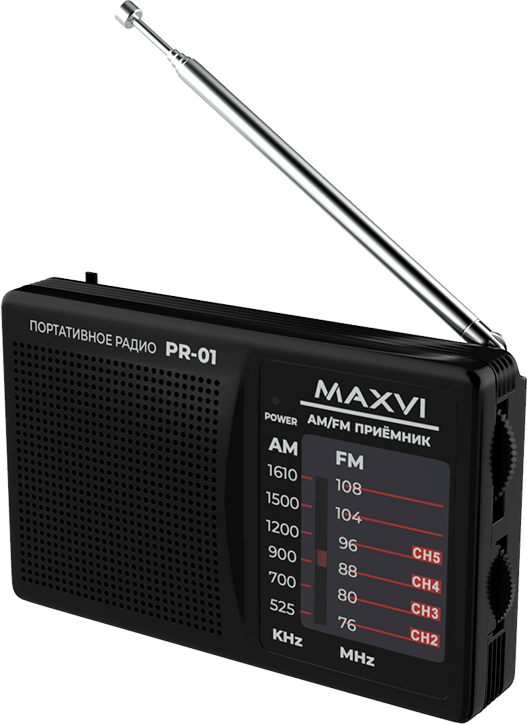 ПОРТАТИВНОЕ РАДИО PR-01
MAXVI
POWER
AM/FM ПРИЁМНИК
AM FM
1610 108
1500 104
1200 96 CH5
900 88 CH4
700 80 CH3
525 76 CH2
KHz MHz